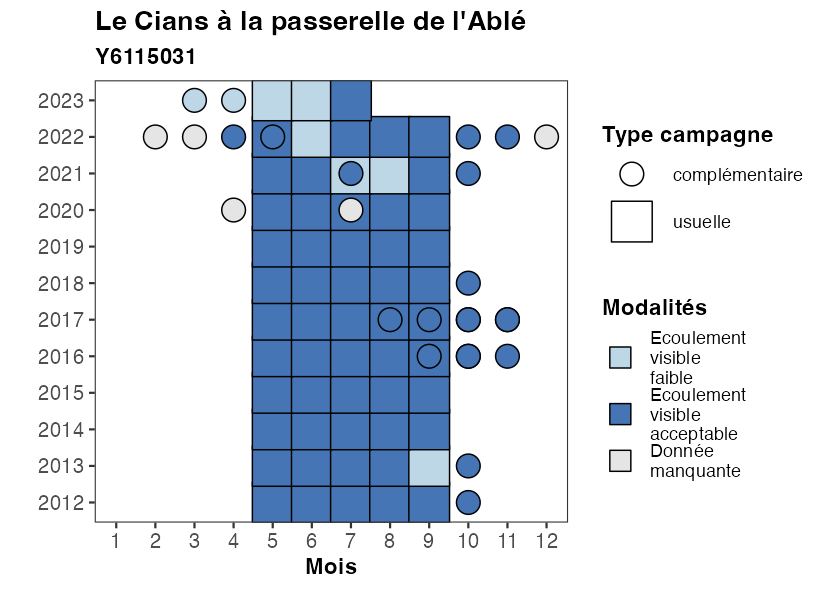 Le Cians à la passerelle de l'Ablé
Y6115031
2023
2022
2021
2020
2019
2018
2017
2016
2015
2014
2013
2012
1 2 3 4 5 6 7 8 9 10 11 12
Mois
Type campagne
complémentaire
usuelle
Modalités
Ecoulement
visible
faible
Ecoulement
visible
acceptable
Donnée
manquante